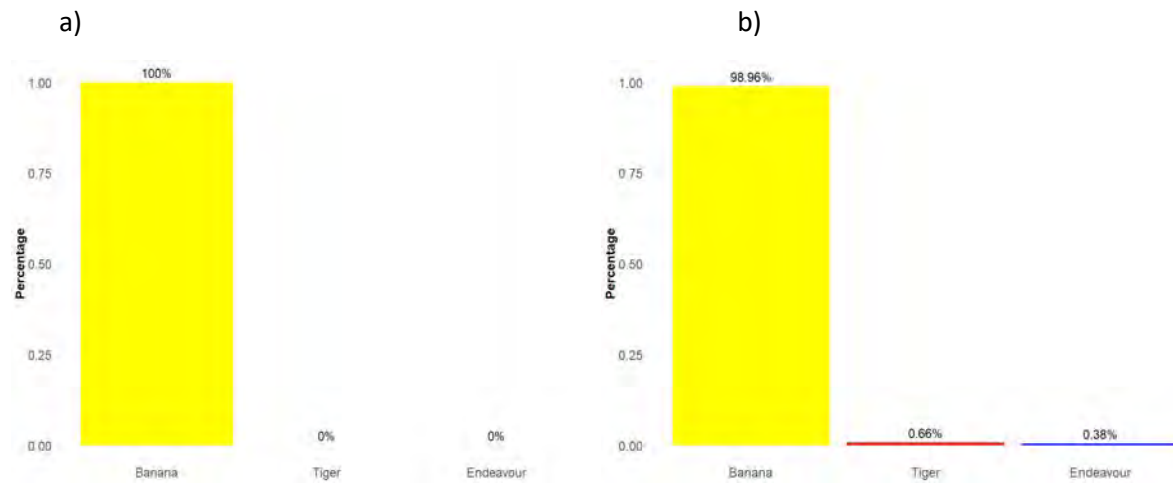 a)
b)
100%
98.96%
1.00
0.75
0.50
0.25
0.00
Percentage
0%
0%
Banana
Tiger
Endeavour
1.00
0.75
0.50
0.25
0.00
Percentage
0.66%
0.38%
Banana
Tiger
Endeavour